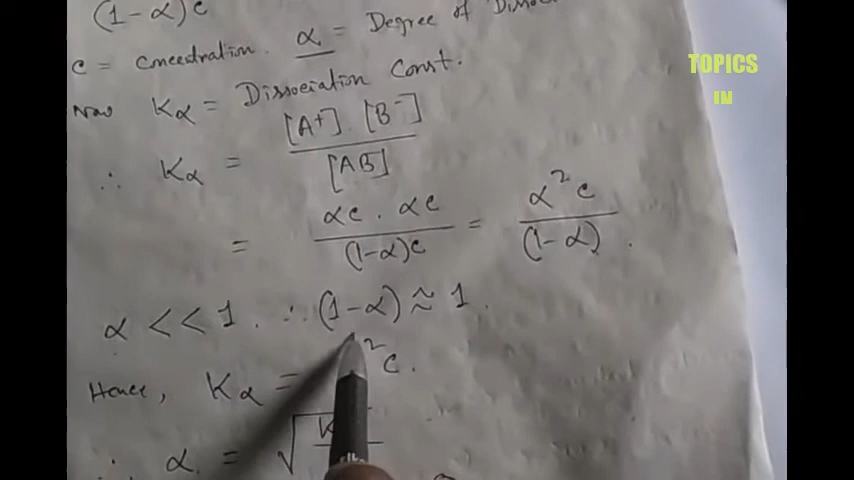 (1-α)c
c = Concentration. α = Degree of
Now Kα = Dissociation Const.
∴ Kα = [A+]. [B-] / [AB]
= αc . αc / (1-α)c = α²c / (1-α) .
α << 1. ∴ (1-α) ≈ 1.
Hence, Kα = ²c.
∴ α = √K
TOPICS
IN